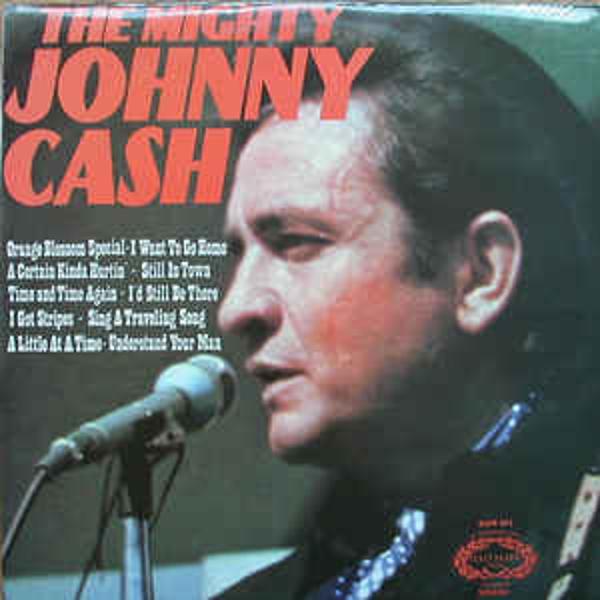 THE MIGHTY
JOHNNY
CASH
Orange Blossom Special · I Want To Go Home
A Certain Kinda Hurtin' · Still In Town
Time and Time Again · I'd Still Be There
I Got Stripes · Sing A Traveling Song
A Little At A Time · Understand Your Man